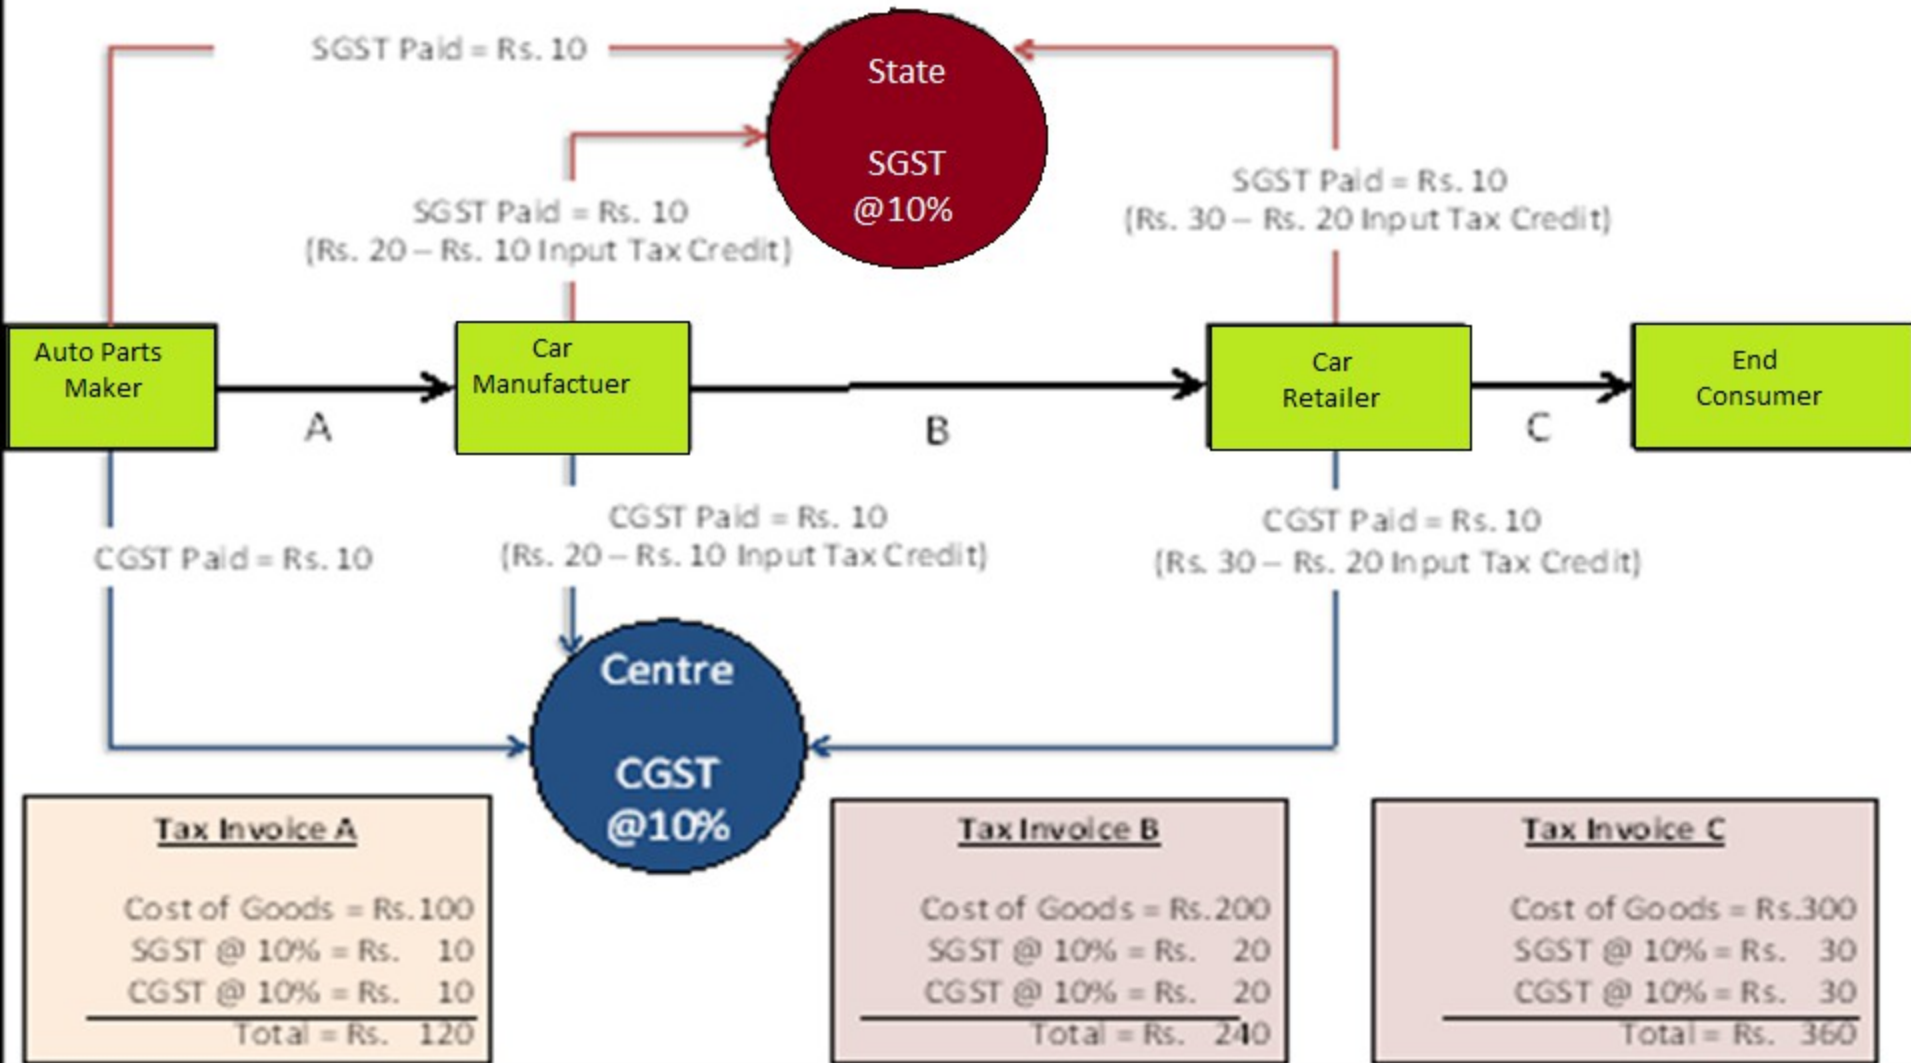 SGST Paid = Rs. 10
State
SGST
@10%
SGST Paid = Rs. 10
(Rs. 20 – Rs. 10 Input Tax Credit)
SGST Paid = Rs. 10
(Rs. 30 – Rs. 20 Input Tax Credit)
Auto Parts
Maker
A
Car
Manufactuer
B
Car
Retailer
C
End
Consumer
CGST Paid = Rs. 10
CGST Paid = Rs. 10
(Rs. 20 – Rs. 10 Input Tax Credit)
CGST Paid = Rs. 10
(Rs. 30 – Rs. 20 Input Tax Credit)
Centre
CGST
@10%
Tax Invoice A
Cost of Goods = Rs.100
SGST @ 10% = Rs. 10
CGST @ 10% = Rs. 10
Total = Rs. 120
Tax Invoice B
Cost of Goods = Rs.200
SGST @ 10% = Rs. 20
CGST @ 10% = Rs. 20
Total = Rs. 240
Tax Invoice C
Cost of Goods = Rs.300
SGST @ 10% = Rs. 30
CGST @ 10% = Rs. 30
Total = Rs. 360